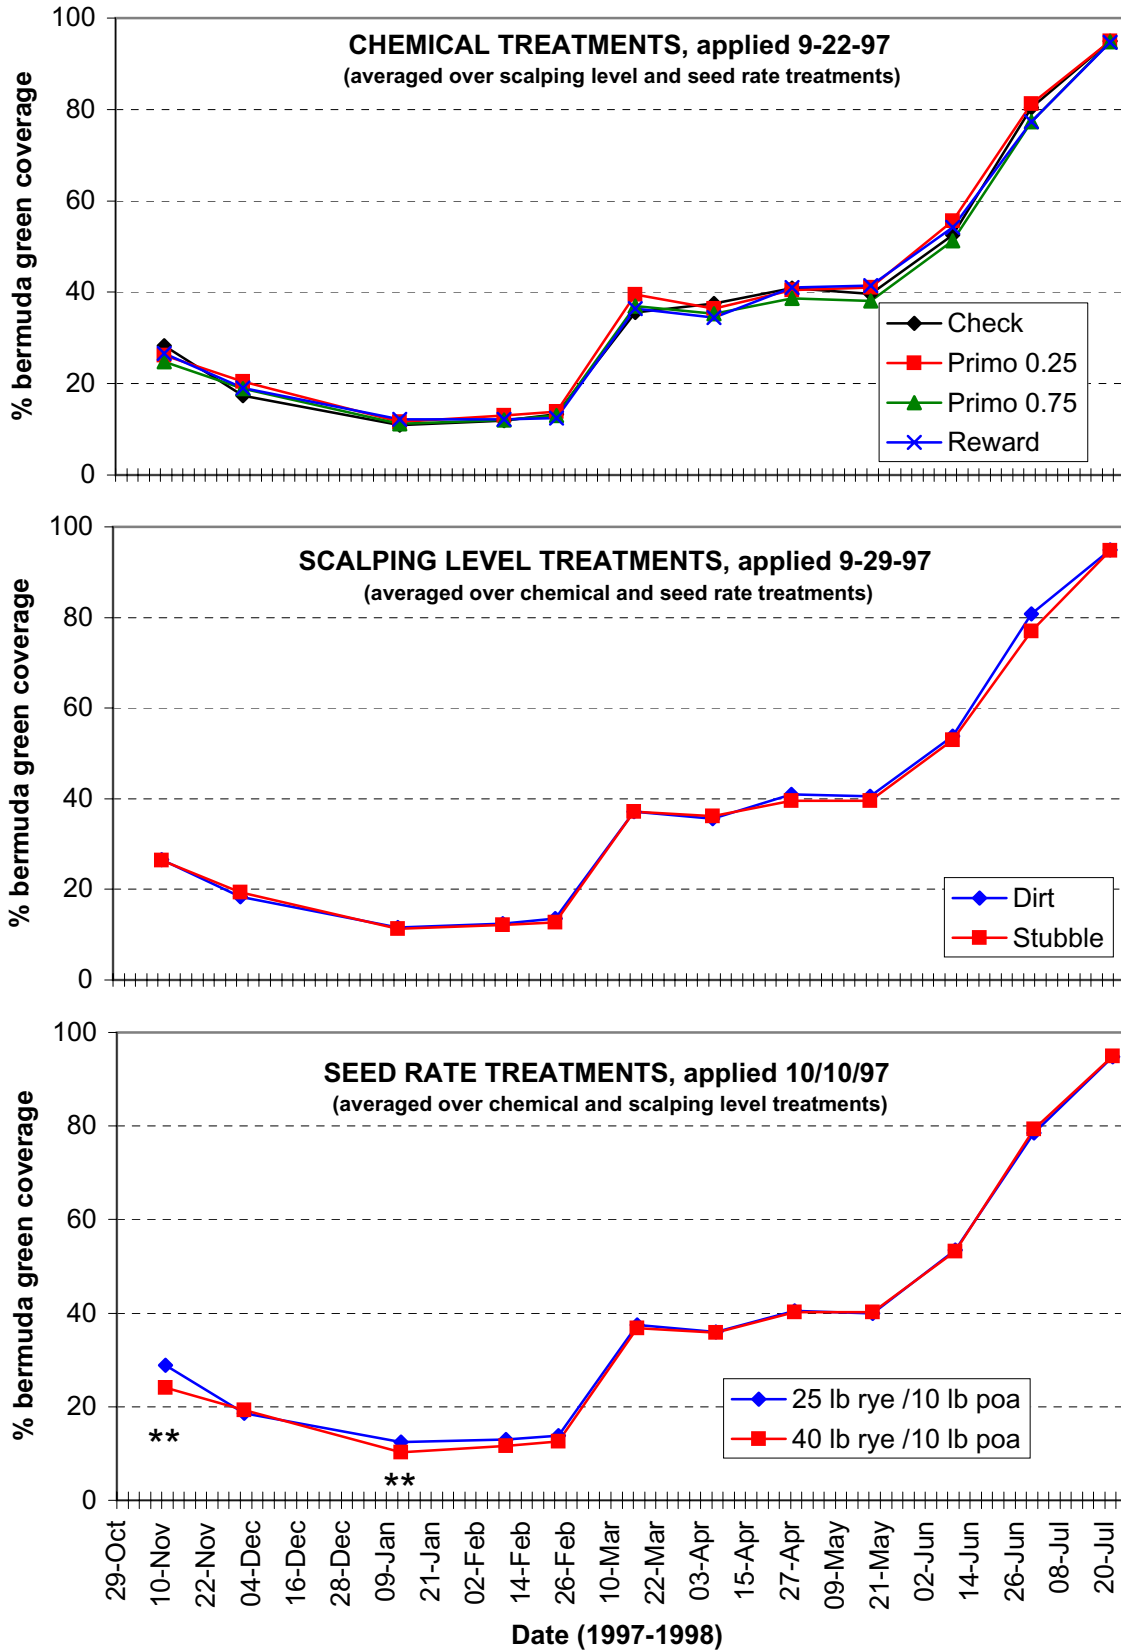 CHEMICAL TREATMENTS, applied 9-22-97
(averaged over scalping level and seed rate treatments)
% bermuda green coverage
100
80
60
40
20
0
Check
Primo 0.25
Primo 0.75
Reward
SCALPING LEVEL TREATMENTS, applied 9-29-97
(averaged over chemical and seed rate treatments)
% bermuda green coverage
100
80
60
40
20
0
Dirt
Stubble
SEED RATE TREATMENTS, applied 10/10/97
(averaged over chemical and scalping level treatments)
% bermuda green coverage
100
80
60
40
20
0
25 lb rye /10 lb poa
40 lb rye /10 lb poa
**
**
29-Oct
10-Nov
22-Nov
04-Dec
16-Dec
28-Dec
09-Jan
21-Jan
02-Feb
14-Feb
26-Feb
10-Mar
22-Mar
03-Apr
15-Apr
27-Apr
09-May
21-May
02-Jun
14-Jun
26-Jun
08-Jul
20-Jul
Date (1997-1998)